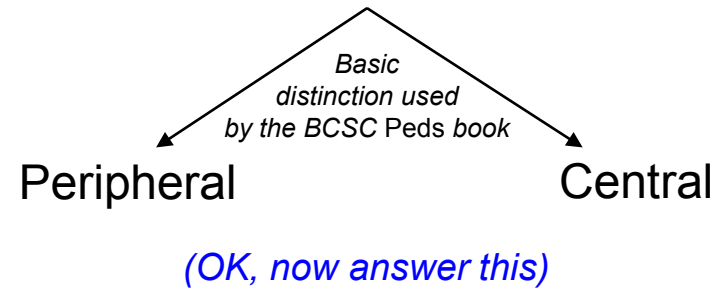 Basic
distinction used
by the BCSC Peds book
Peripheral Central
(OK, now answer this)